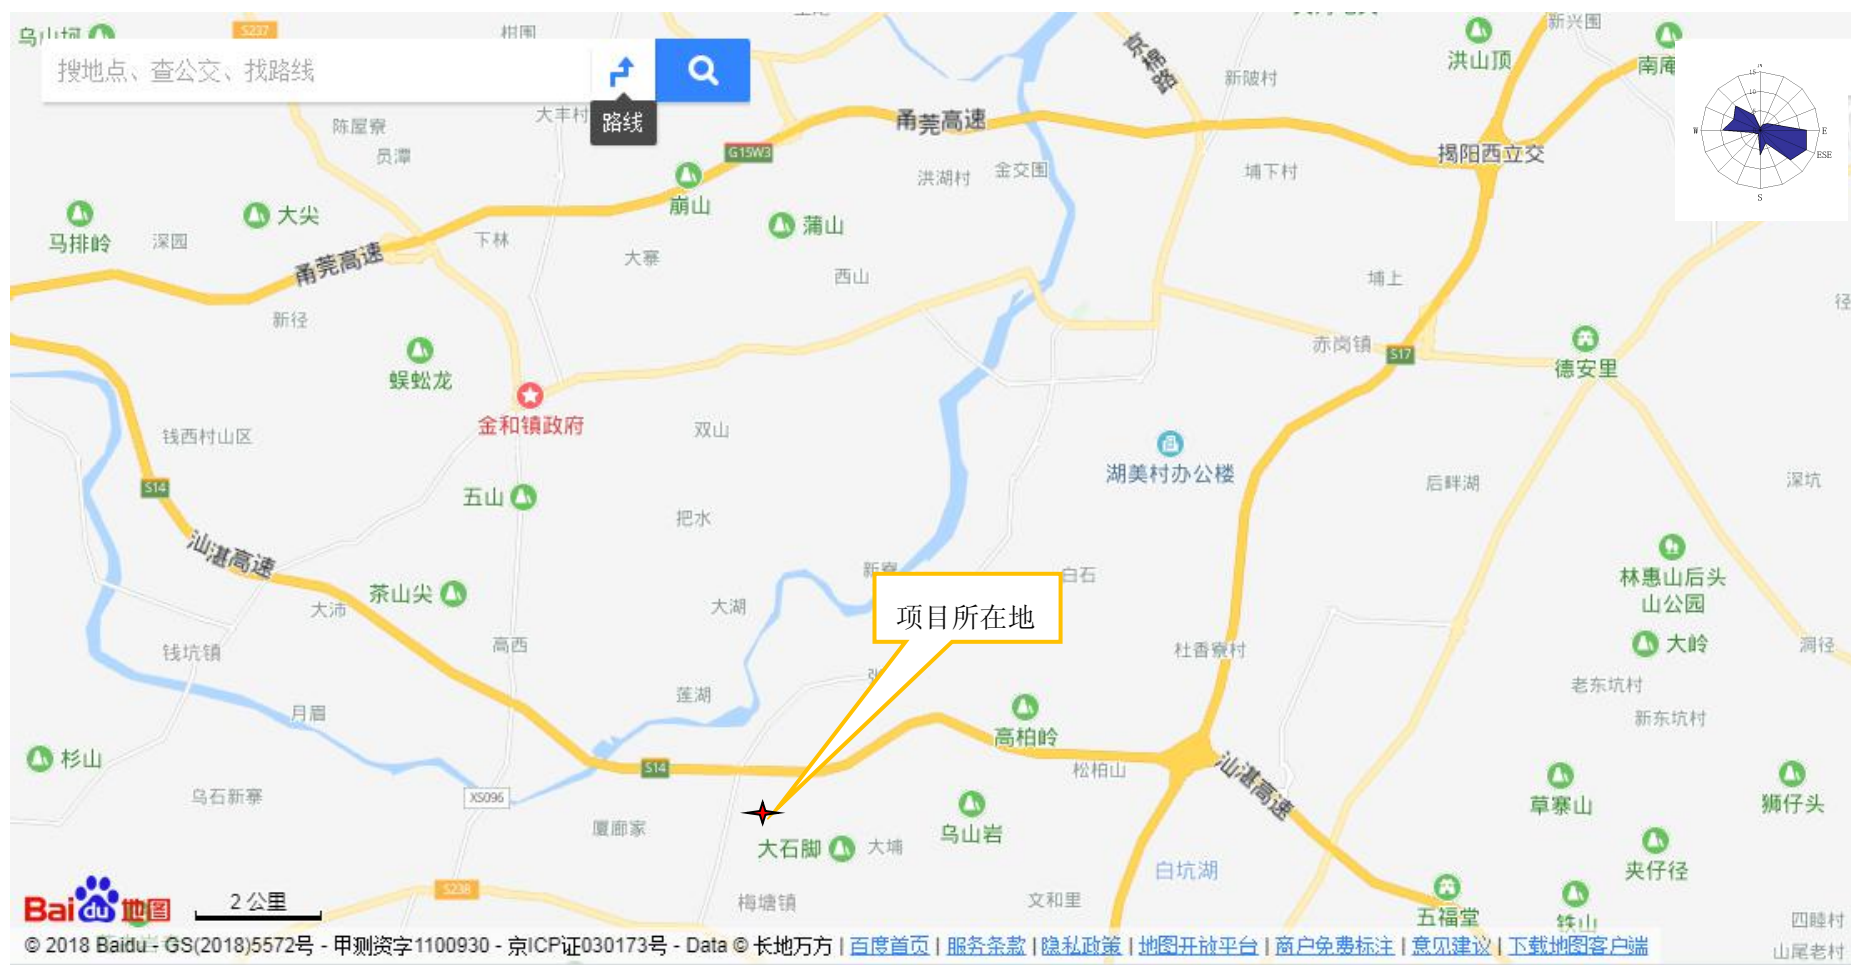 S237
柑园
新兴围
洪山顶
南庵
搜地点、查公交、找路线
路线
京棉路
新陂村
N
15
10
5
W
E
ESE
S
大丰村
陈屋寮
员潭
G15W3
甬莞高速
揭阳西立交
崩山
洪湖村
金交围
埔下村
马排岭
深园
大尖
下林
蒲山
甬莞高速
大寨
西山
埔上
新径
径
赤岗镇
S17
德安里
蜈蚣龙
金和镇政府
双山
钱西村山区
湖美村办公楼
后畔湖
深坑
S14
五山
把水
汕湛高速
新寮
白石
林惠山后头
山公园
茶山尖
大沛
大湖
项目所在地
高西
钱坑镇
杜香寮村
大岭
洞径
莲湖
老东坑村
新东坑村
月眉
高柏岭
杉山
S14
松柏山
汕湛高速
乌石新寨
XS096
草寨山
狮仔头
厦廊家
大石脚
大埔
乌山岩
夹仔径
白坑湖
S238
梅塘镇
文和里
五福堂
铁山
四睦村
Bai du 地图
2 公里
© 2018 Baidu - GS(2018)5572号 - 甲测资字1100930 - 京ICP证030173号 - Data © 长地万方 | 百度首页 | 服务条款 | 隐私政策 | 地图开放平台 | 商户免费标注 | 意见建议 | 下载地图客户端
山尾老村